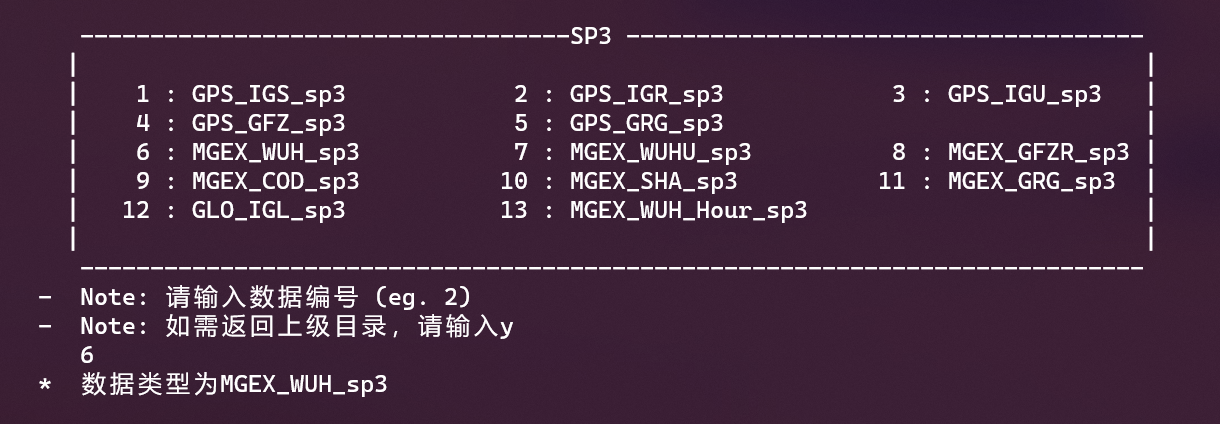 -----------------------------------SP3 -------------------------------------
|                                                                             |
|    1 : GPS_IGS_sp3          2 : GPS_IGR_sp3           3 : GPS_IGU_sp3   |
|    4 : GPS_GFZ_sp3          5 : GPS_GRG_sp3                              |
|    6 : MGEX_WUH_sp3         7 : MGEX_WUHU_sp3         8 : MGEX_GFZR_sp3 |
|    9 : MGEX_COD_sp3        10 : MGEX_SHA_sp3         11 : MGEX_GRG_sp3  |
|   12 : GLO_IGL_sp3         13 : MGEX_WUH_Hour_sp3                        |
|                                                                             |
----------------------------------------------------------------------------
-  Note: 请输入数据编号 (eg. 2)
-  Note: 如需返回上级目录, 请输入y
   6
*  数据类型为MGEX_WUH_sp3